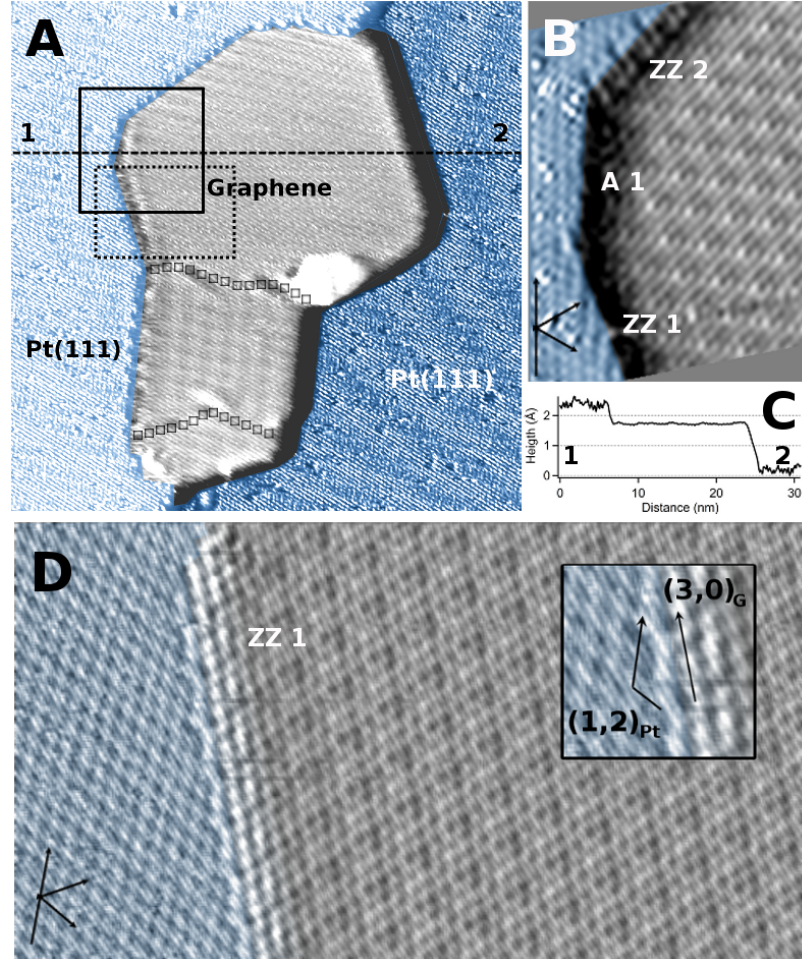 A
1
2
Graphene
Pt(111)
Pt(111)
B
ZZ 2
A 1
ZZ 1
C
Heigth (Å)
2
1
0
1
2
0 10 20 30
Distance (nm)
D
ZZ 1
(3,0)G
(1,2)Pt